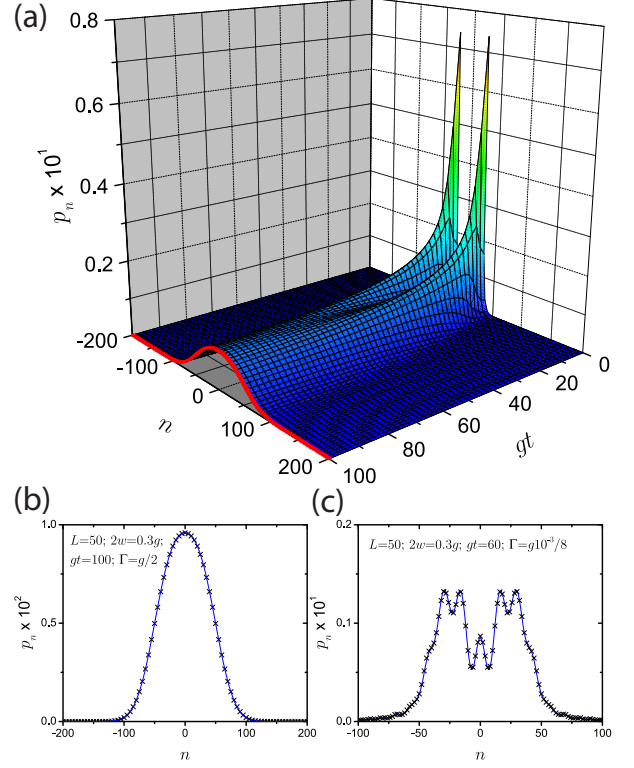 (a)
0.8
0.6
0.4
0.2
p_n x 10^1
-200
-100
0
100
200
n
100
80
60
40
20
0
gt
(b)
L=50; 2w=0.3g;
gt=100; Γ=g/2
1.0
0.5
0.0
p_n x 10^2
-200 -100 0 100 200
n
(c)
L=50; 2w=0.3g; gt=60; Γ=g10^-3/8
0.2
0.1
0.0
p_n x 10^1
-100 -50 0 50 100
n